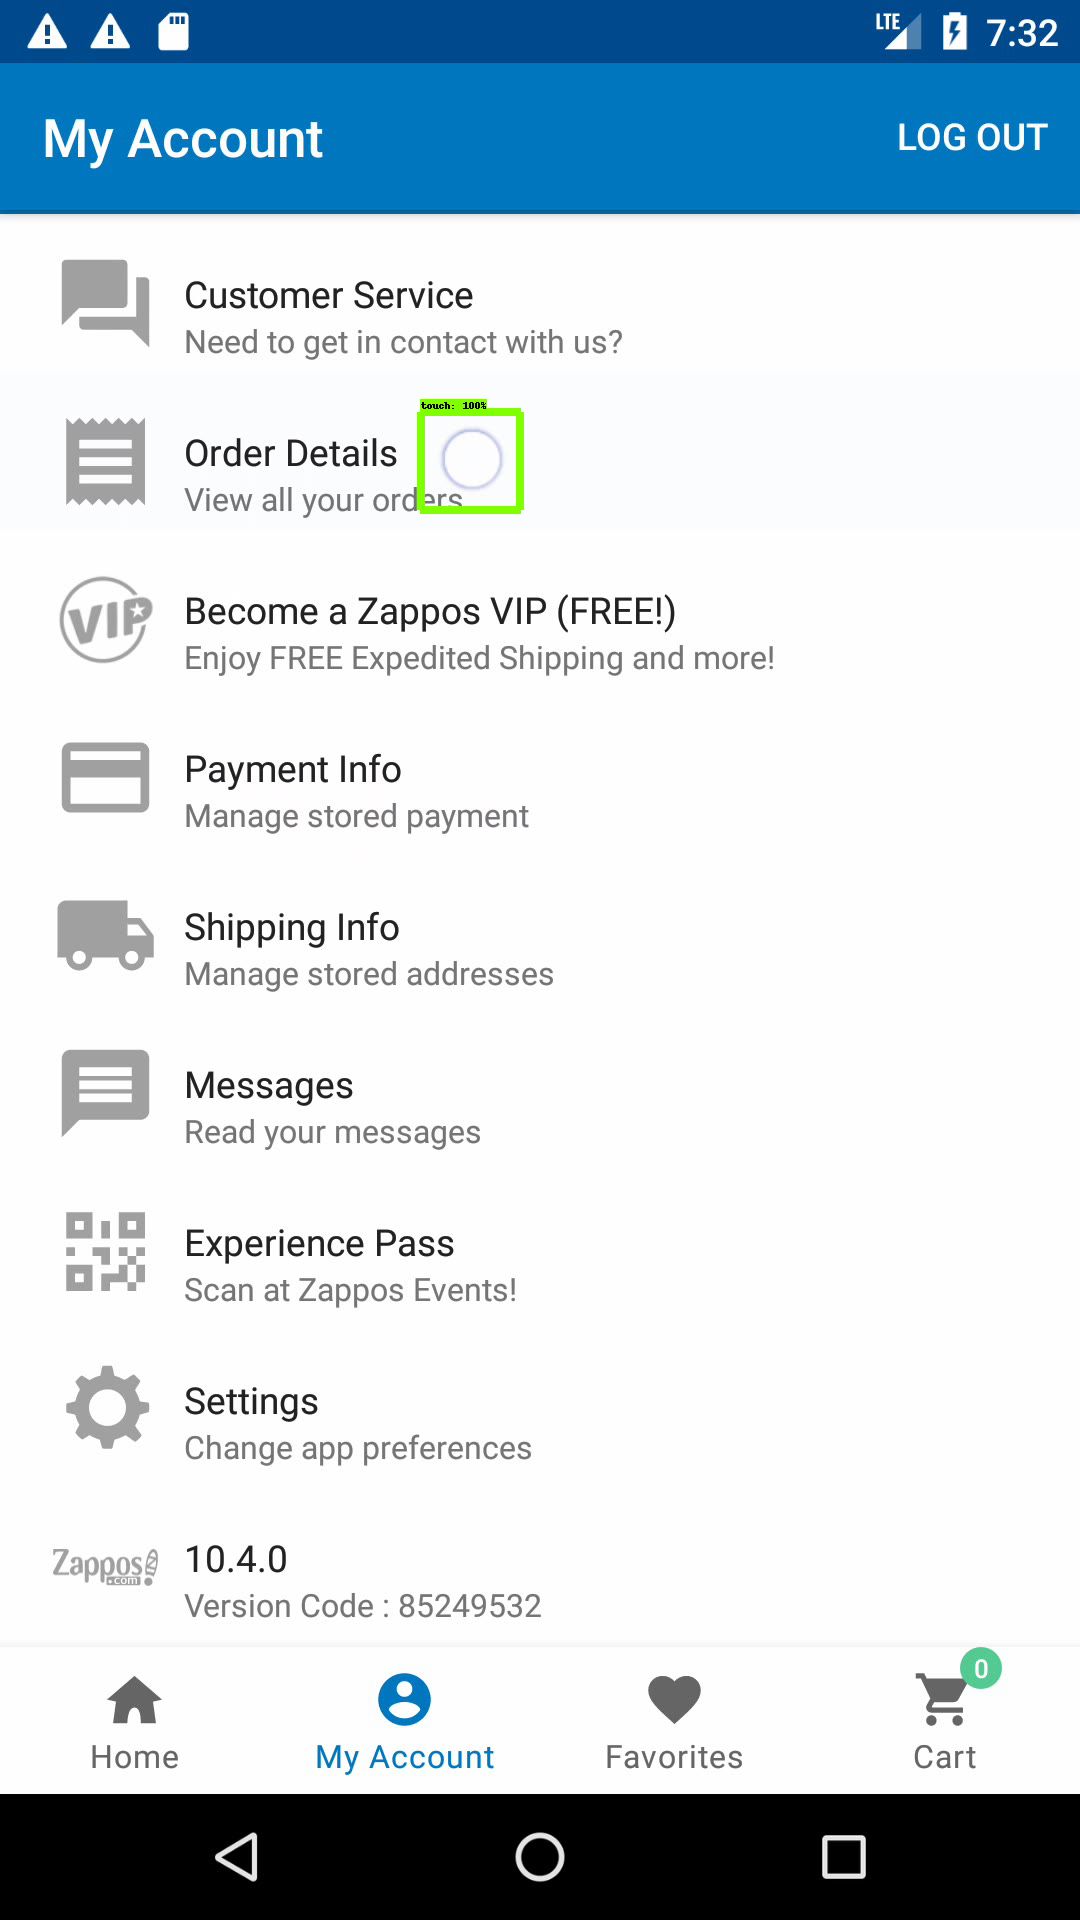 LTE 7:32
My Account LOG OUT
Customer Service
Need to get in contact with us?
touch: 100%
Order Details
View all your orders
VIP
Become a Zappos VIP (FREE!)
Enjoy FREE Expedited Shipping and more!
Payment Info
Manage stored payment
Shipping Info
Manage stored addresses
Messages
Read your messages
Experience Pass
Scan at Zappos Events!
Settings
Change app preferences
Zappos
.com
10.4.0
Version Code : 85249532
0
Home My Account Favorites Cart